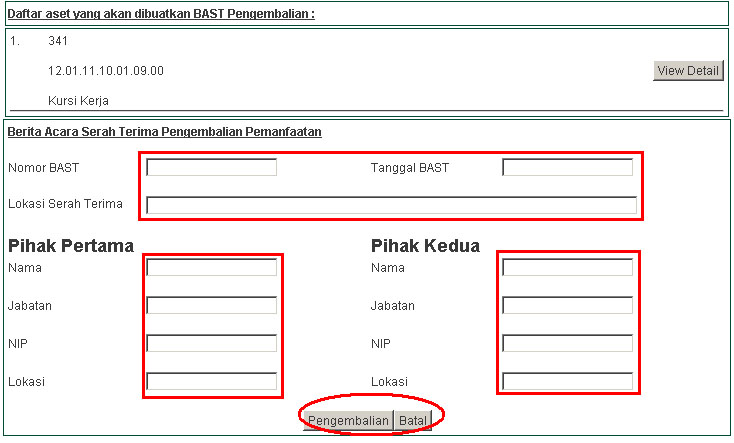 Daftar aset yang akan dibuatkan BAST Pengembalian :
1. 341
12.01.11.10.01.09.00
View Detail
Kursi Kerja
Berita Acara Serah Terima Pengembalian Pemanfaatan
Nomor BAST Tanggal BAST
Lokasi Serah Terima
Pihak Pertama Pihak Kedua
Nama Nama
Jabatan Jabatan
NIP NIP
Lokasi Lokasi
Pengembalian Batal